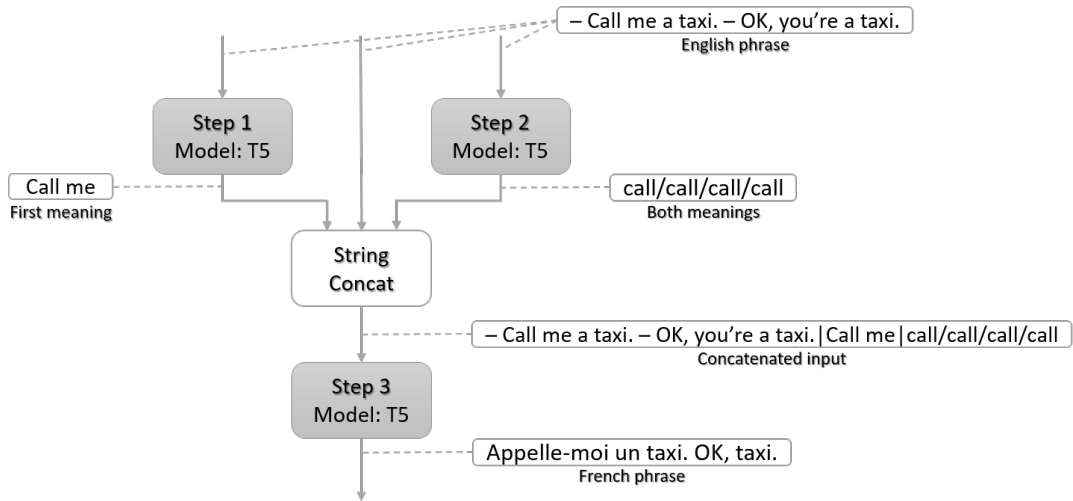 – Call me a taxi. – OK, you’re a taxi.
English phrase
Step 1
Model: T5
Step 2
Model: T5
Call me
First meaning
call/call/call/call
Both meanings
String
Concat
– Call me a taxi. – OK, you’re a taxi.|Call me|call/call/call/call
Concatenated input
Step 3
Model: T5
Appelle-moi un taxi. OK, taxi.
French phrase